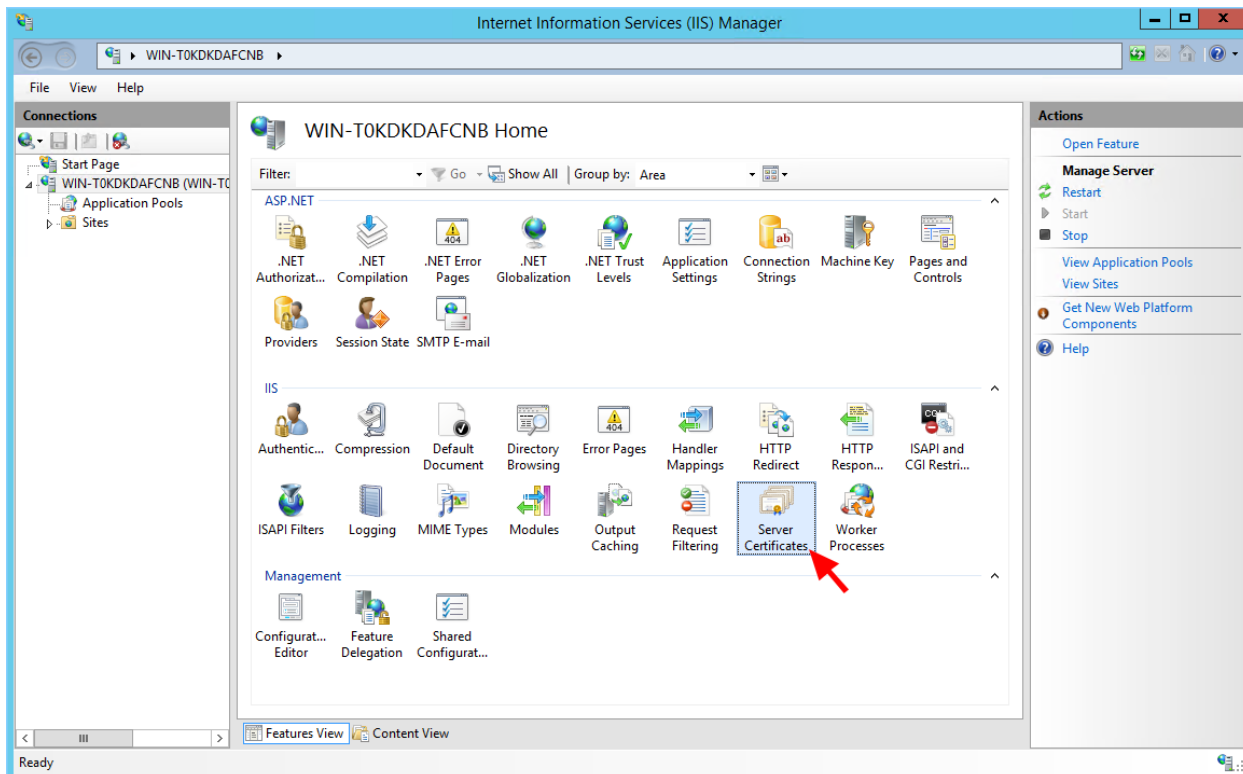 Internet Information Services (IIS) Manager
WIN-T0KDKDAFCNB
File View Help
Connections
Start Page
WIN-T0KDKDAFCNB (WIN-T0
Application Pools
Sites
WIN-T0KDKDAFCNB Home
Filter: Go Show All Group by: Area
ASP.NET
.NET Authorizat...
.NET Compilation
.NET Error Pages
.NET Globalization
.NET Trust Levels
Application Settings
Connection Strings
Machine Key
Pages and Controls
Providers
Session State
SMTP E-mail
IIS
Authentic...
Compression
Default Document
Directory Browsing
Error Pages
Handler Mappings
HTTP Redirect
HTTP Respon...
ISAPI and CGI Restri...
ISAPI Filters
Logging
MIME Types
Modules
Output Caching
Request Filtering
Server Certificates
Worker Processes
Management
Configurat... Editor
Feature Delegation
Shared Configurat...
Features View
Content View
Actions
Open Feature
Manage Server
Restart
Start
Stop
View Application Pools
View Sites
Get New Web Platform
Components
Help
Ready